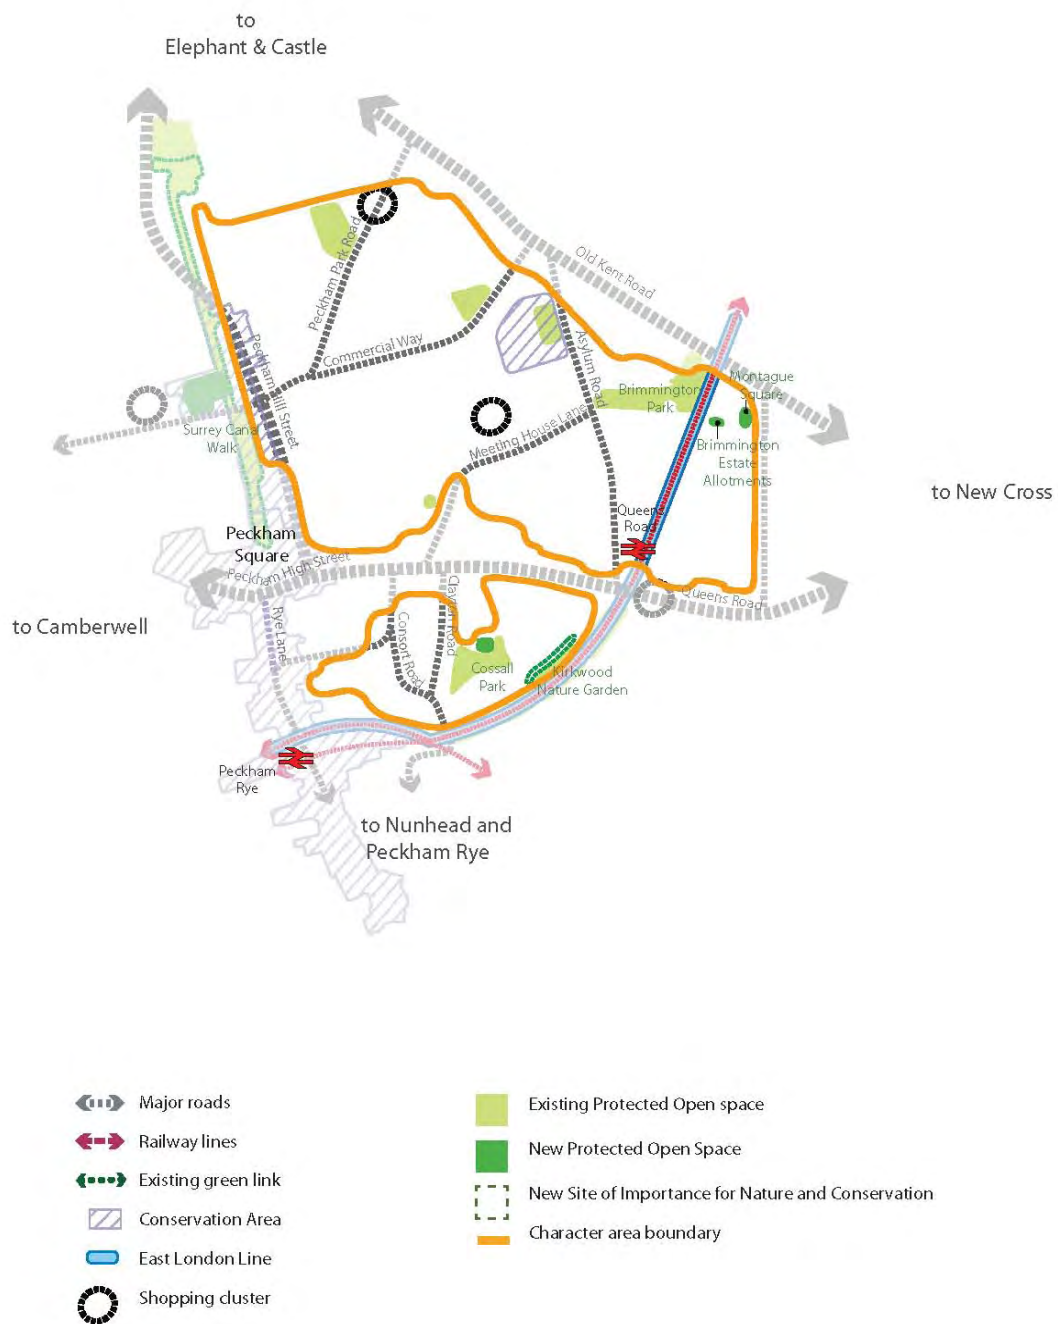 to
Elephant & Castle
Old Kent Road
Peckham Park Road
Commercial Way
Peckham Hill Street
Asylum Road
Brimmington
Park
Montague
Square
Meeting House Lane
Surrey Canal
Walk
Brimmington
Estate
Allotments
to New Cross
Queens
Road
Peckham
Square
Peckham High Street
Queens Road
to Camberwell
Rye Lane
Consort Road
Clayton Road
Cossall
Park
Kirkwood
Nature Garden
Peckham
Rye
to Nunhead and
Peckham Rye
Major roads
Railway lines
Existing green link
Conservation Area
East London Line
Shopping cluster
Existing Protected Open space
New Protected Open Space
New Site of Importance for Nature and Conservation
Character area boundary